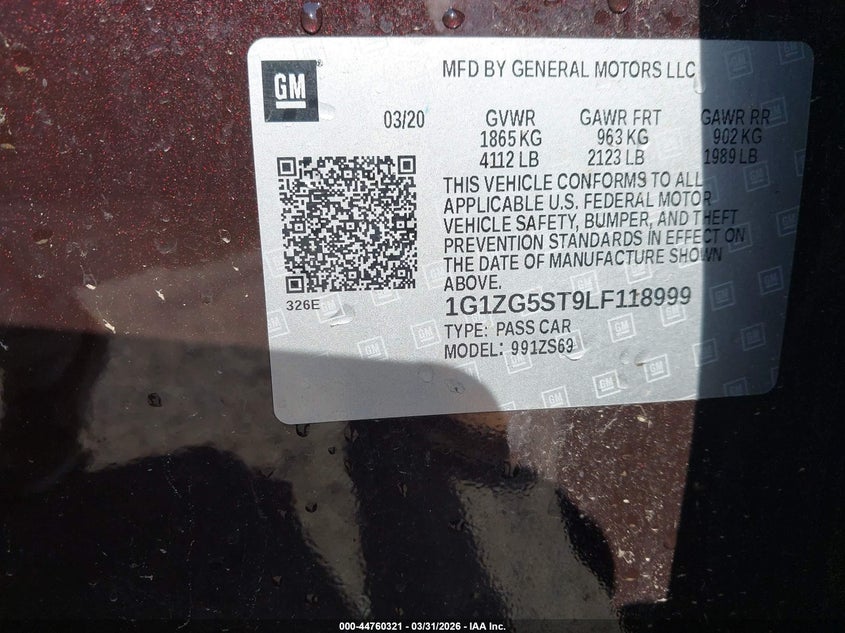 GM
MFD BY GENERAL MOTORS LLC
03/20
GVWR GAWR FRT GAWR RR
1865 KG 963 KG 902 KG
4112 LB 2123 LB 1989 LB
THIS VEHICLE CONFORMS TO ALL
APPLICABLE U.S. FEDERAL MOTOR
VEHICLE SAFETY, BUMPER, AND THEFT
PREVENTION STANDARDS IN EFFECT ON
THE DATE OF MANUFACTURE SHOWN
ABOVE.
326E
1G1ZG5ST9LF118999
TYPE: PASS CAR
MODEL: 991ZS69
000-44760321 | 03/31/2026 - IAA Inc.